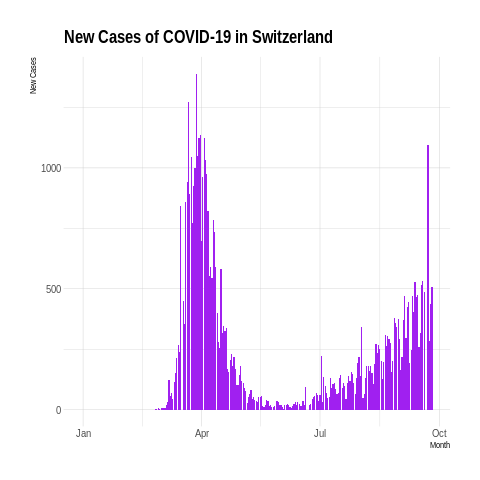 New Cases of COVID-19 in Switzerland
New Cases
1000
500
0
Jan Apr Jul Oct
Month